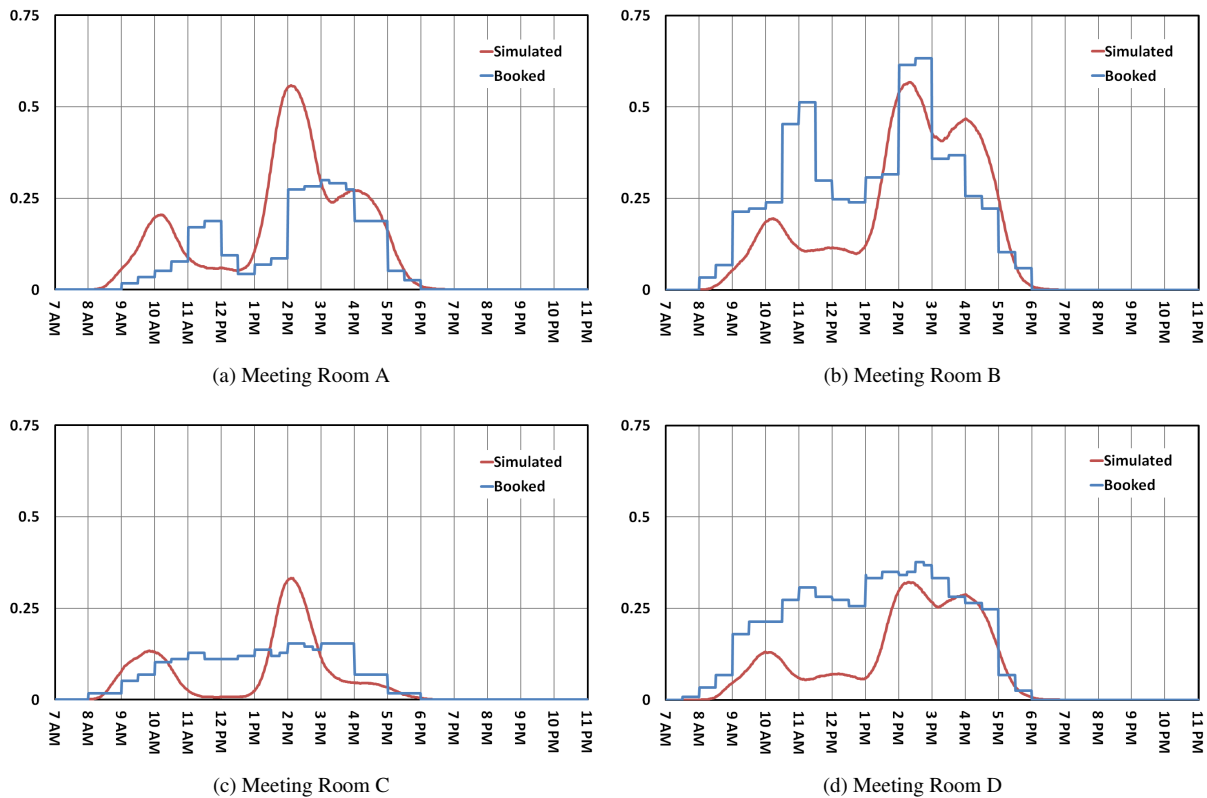 0.75
0.5
0.25
0
Simulated
Booked
7 AM 8 AM 9 AM 10 AM 11 AM 12 PM 1 PM 2 PM 3 PM 4 PM 5 PM 6 PM 7 PM 8 PM 9 PM 10 PM 11 PM
(a) Meeting Room A
0.75
0.5
0.25
0
Simulated
Booked
7 AM 8 AM 9 AM 10 AM 11 AM 12 PM 1 PM 2 PM 3 PM 4 PM 5 PM 6 PM 7 PM 8 PM 9 PM 10 PM 11 PM
(b) Meeting Room B
0.75
0.5
0.25
0
Simulated
Booked
7 AM 8 AM 9 AM 10 AM 11 AM 12 PM 1 PM 2 PM 3 PM 4 PM 5 PM 6 PM 7 PM 8 PM 9 PM 10 PM 11 PM
(c) Meeting Room C
0.75
0.5
0.25
0
Simulated
Booked
7 AM 8 AM 9 AM 10 AM 11 AM 12 PM 1 PM 2 PM 3 PM 4 PM 5 PM 6 PM 7 PM 8 PM 9 PM 10 PM 11 PM
(d) Meeting Room D